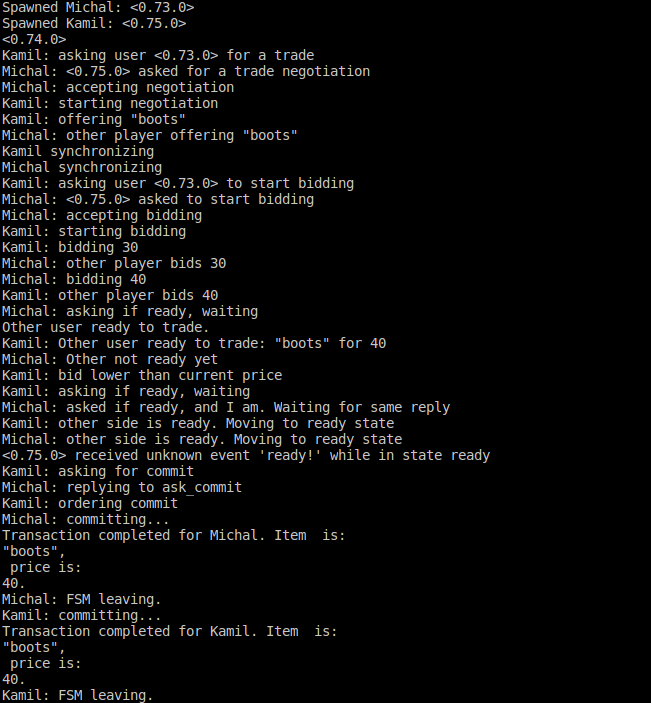 Spawned Michal: <0.73.0>
Spawned Kamil: <0.75.0>
<0.74.0>
Kamil: asking user <0.73.0> for a trade
Michal: <0.75.0> asked for a trade negotiation
Michal: accepting negotiation
Kamil: starting negotiation
Kamil: offering "boots"
Michal: other player offering "boots"
Kamil synchronizing
Michal synchronizing
Kamil: asking user <0.73.0> to start bidding
Michal: <0.75.0> asked to start bidding
Michal: accepting bidding
Kamil: starting bidding
Kamil: bidding 30
Michal: other player bids 30
Michal: bidding 40
Kamil: other player bids 40
Michal: asking if ready, waiting
Other user ready to trade.
Kamil: Other user ready to trade: "boots" for 40
Michal: Other not ready yet
Kamil: bid lower than current price
Kamil: asking if ready, waiting
Michal: asked if ready, and I am. Waiting for same reply
Kamil: other side is ready. Moving to ready state
Michal: other side is ready. Moving to ready state
<0.75.0> received unknown event 'ready!' while in state ready
Kamil: asking for commit
Michal: replying to ask_commit
Kamil: ordering commit
Michal: committing...
Transaction completed for Michal. Item  is:
"boots",
 price is:
40.
Michal: FSM leaving.
Kamil: committing...
Transaction completed for Kamil. Item  is:
"boots",
 price is:
40.
Kamil: FSM leaving.